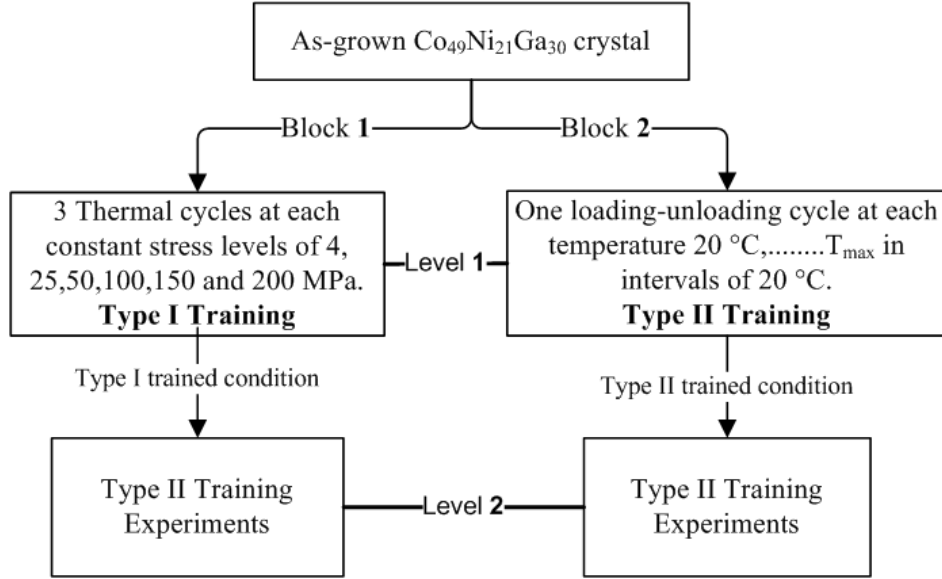 As-grown Co₄₉Ni₂₁Ga₃₀ crystal
Block 1
Block 2
3 Thermal cycles at each
constant stress levels of 4,
25,50,100,150 and 200 MPa.
Type I Training
Level 1
One loading-unloading cycle at each
temperature 20 °C,........Tₘₐₓ in
intervals of 20 °C.
Type II Training
Type I trained condition
Type II trained condition
Type II Training
Experiments
Level 2
Type II Training
Experiments